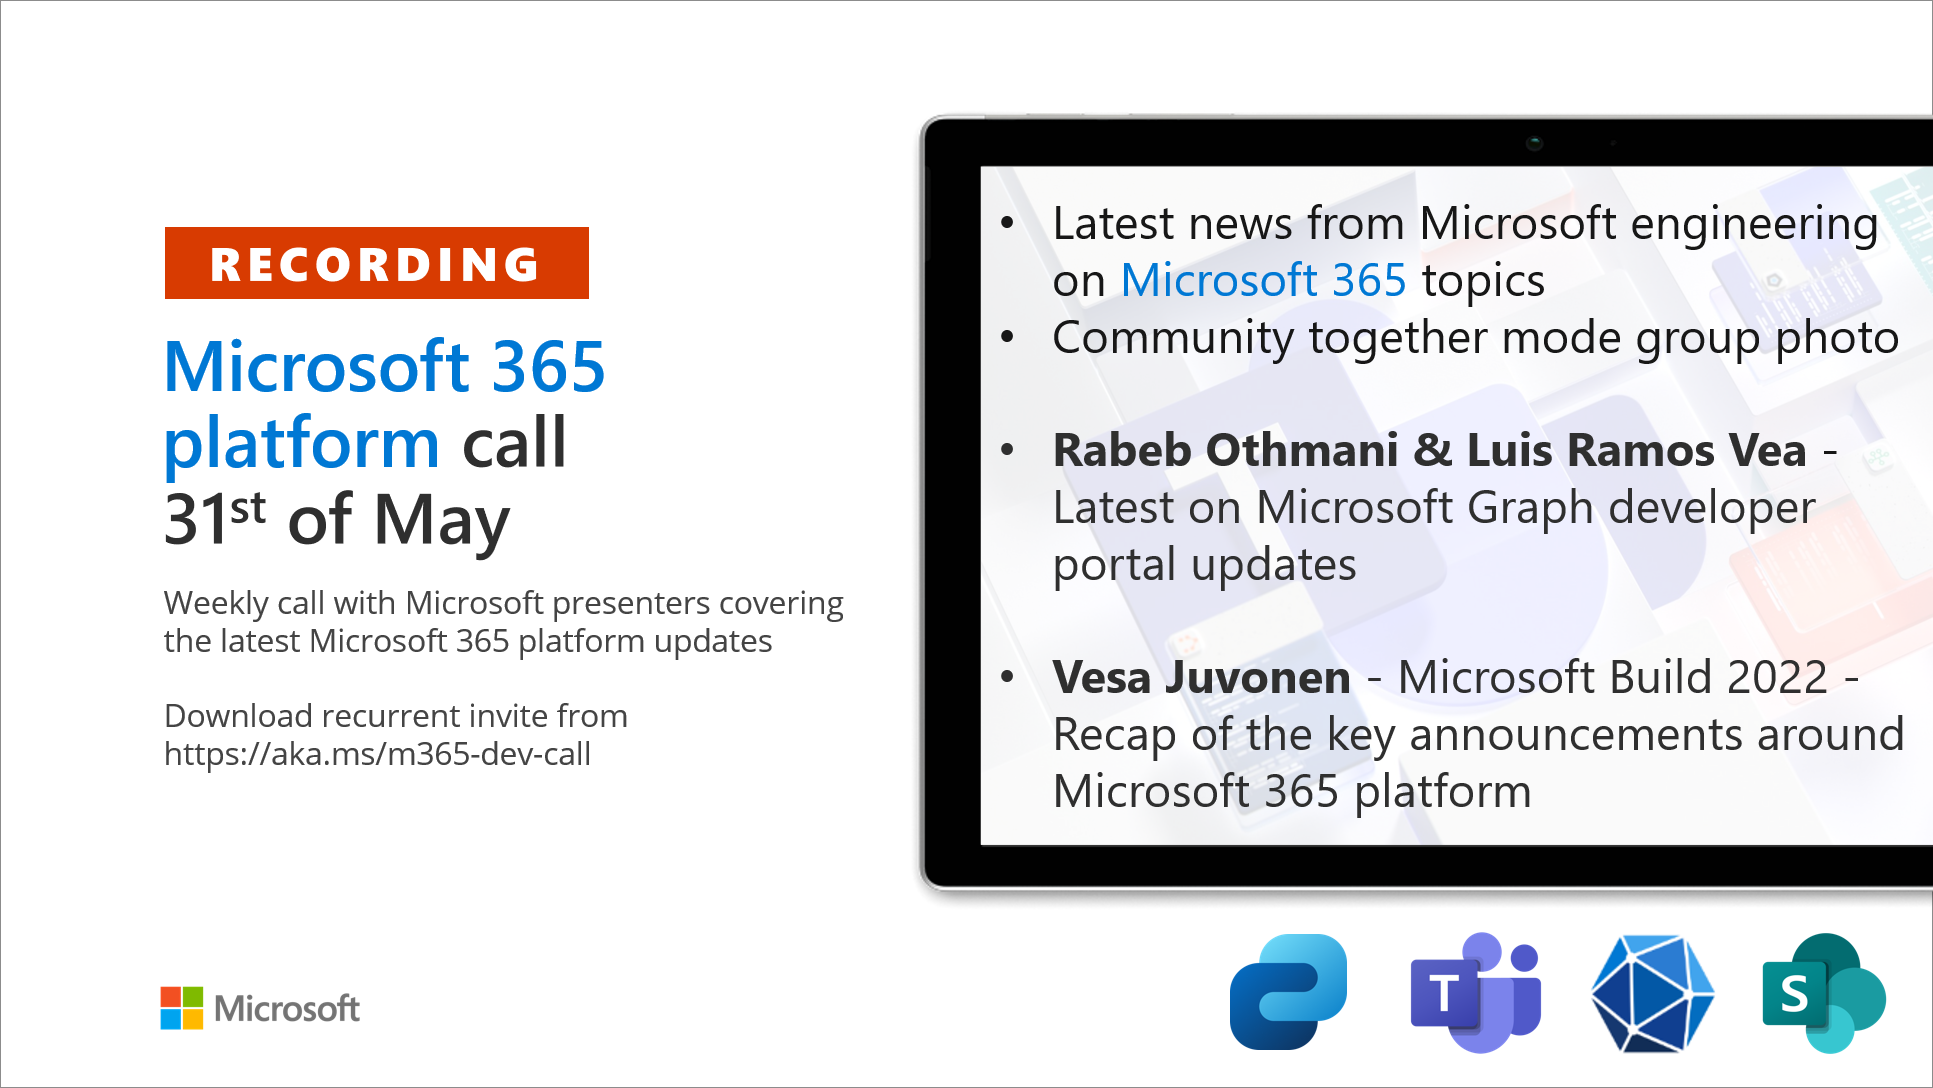 RECORDING
Microsoft 365
platform call
31st of May
Weekly call with Microsoft presenters covering
the latest Microsoft 365 platform updates
Download recurrent invite from
https://aka.ms/m365-dev-call
Microsoft
• Latest news from Microsoft engineering
on Microsoft 365 topics
• Community together mode group photo
• Rabeb Othmani & Luis Ramos Vea -
Latest on Microsoft Graph developer
portal updates
• Vesa Juvonen - Microsoft Build 2022 -
Recap of the key announcements around
Microsoft 365 platform
T
S